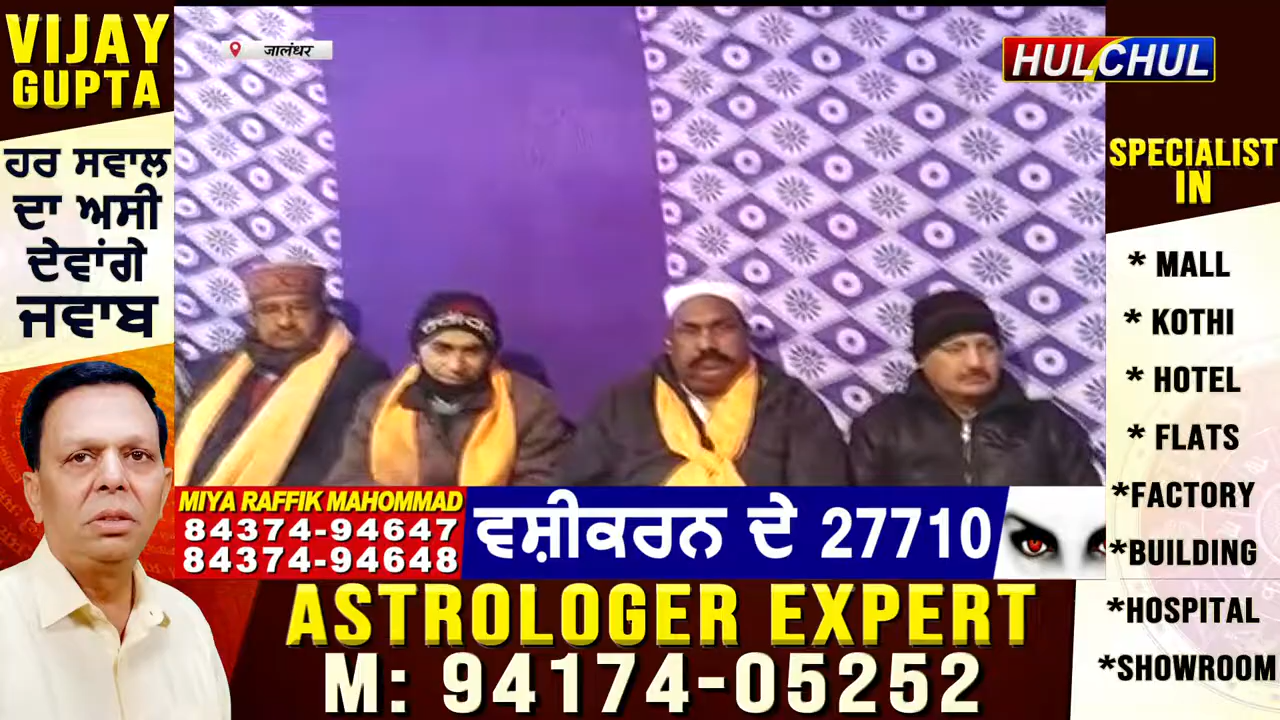 VIJAY
GUPTA
ਹਰ ਸਵਾਲ
ਦਾ ਅਸੀ
ਦੇਵਾਂਗੇ
ਜਵਾਬ
जालंधर
HULCHUL
SPECIALIST
IN
* MALL
* KOTHI
* HOTEL
* FLATS
*FACTORY
*BUILDING
*HOSPITAL
*SHOWROOM
MIYA RAFFIK MAHOMMAD
84374-94647
84374-94648
ਵਸ਼ੀਕਰਨ ਦੇ 27710
ASTROLOGER EXPERT
M: 94174-05252